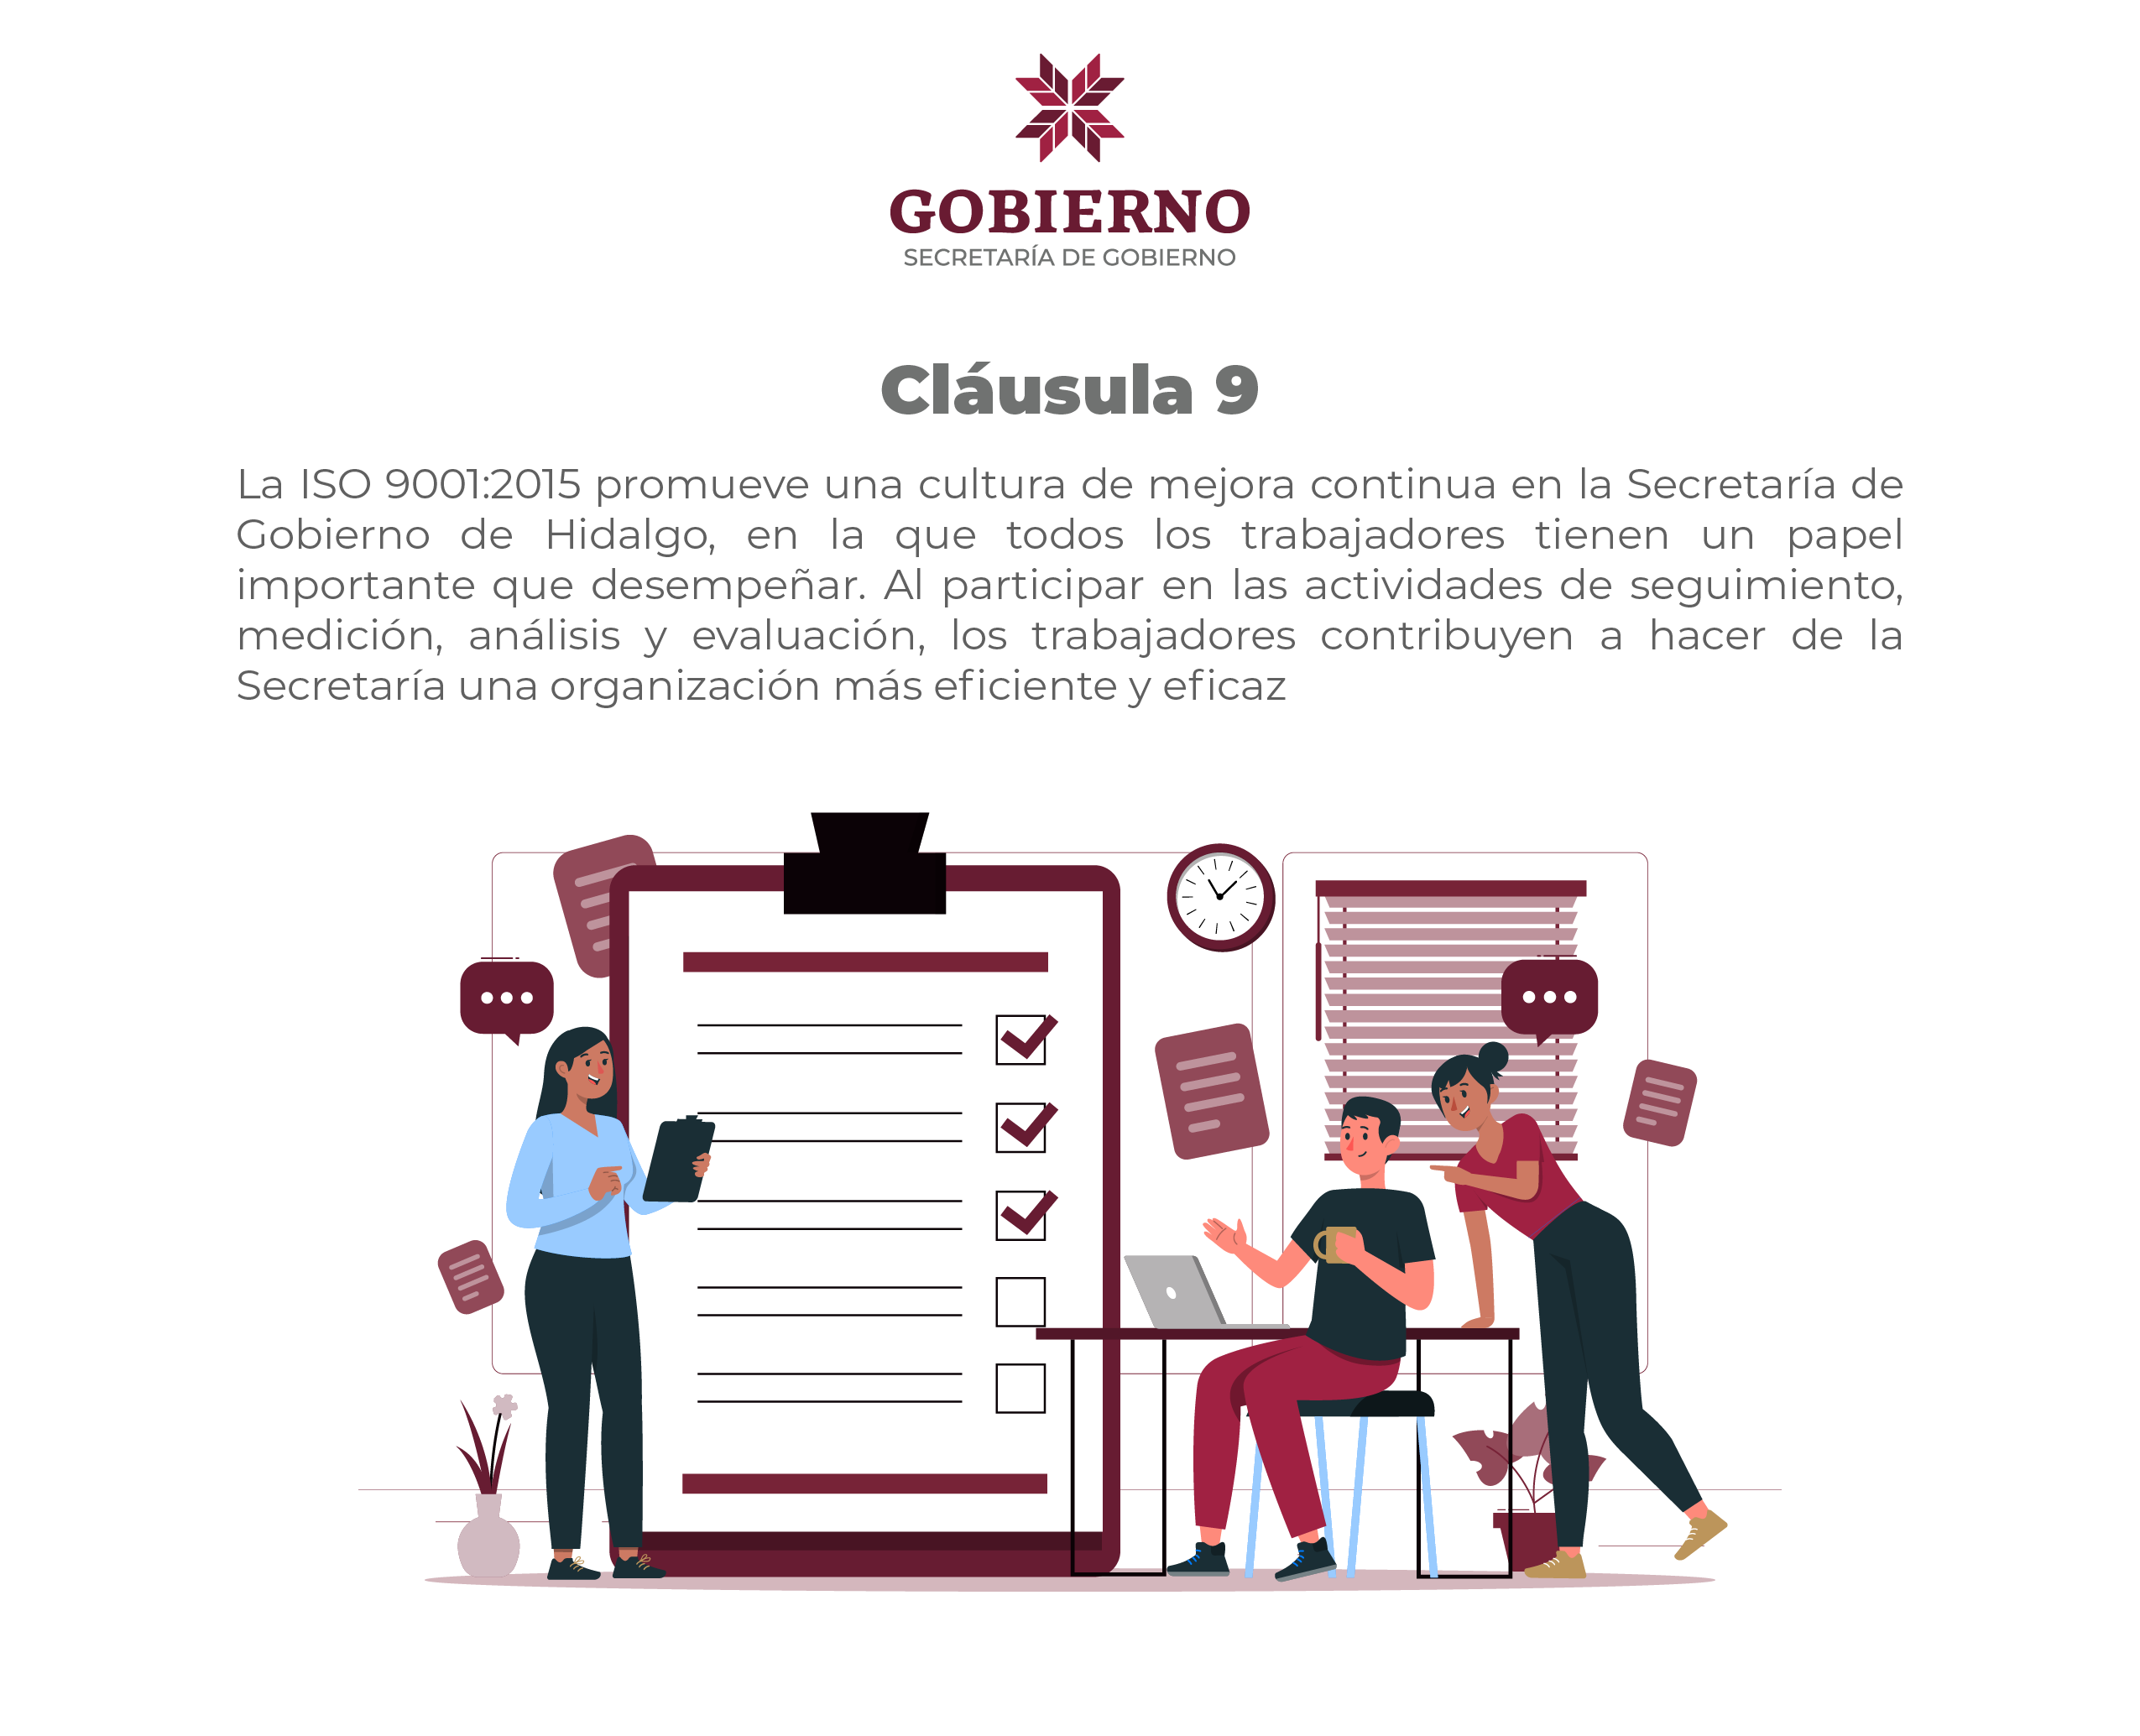 GOBIERNO
SECRETARÍA DE GOBIERNO
Cláusula 9
La ISO 9001:2015 promueve una cultura de mejora continua en la Secretaría de
Gobierno de Hidalgo, en la que todos los trabajadores tienen un papel
importante que desempeñar. Al participar en las actividades de seguimiento,
medición, análisis y evaluación, los trabajadores contribuyen a hacer de la
Secretaría una organización más eficiente y eficaz